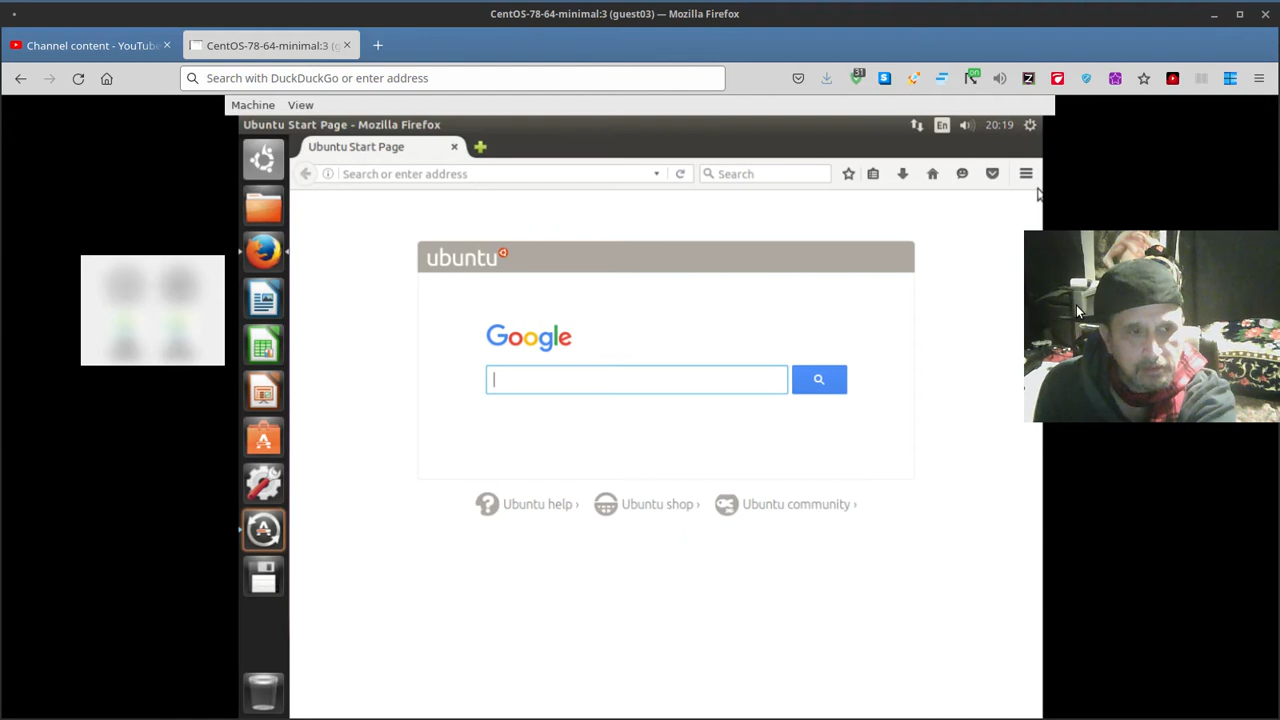 CentOS-78-64-minimal:3 (guest03) — Mozilla Firefox
Channel content - YouTube
CentOS-78-64-minimal:3 (g
Search with DuckDuckGo or enter address
31
on
Machine View
Ubuntu Start Page - Mozilla Firefox
En
20:19
Ubuntu Start Page
Search or enter address
Search
ubuntu
Google
Ubuntu help ›
Ubuntu shop ›
Ubuntu community ›